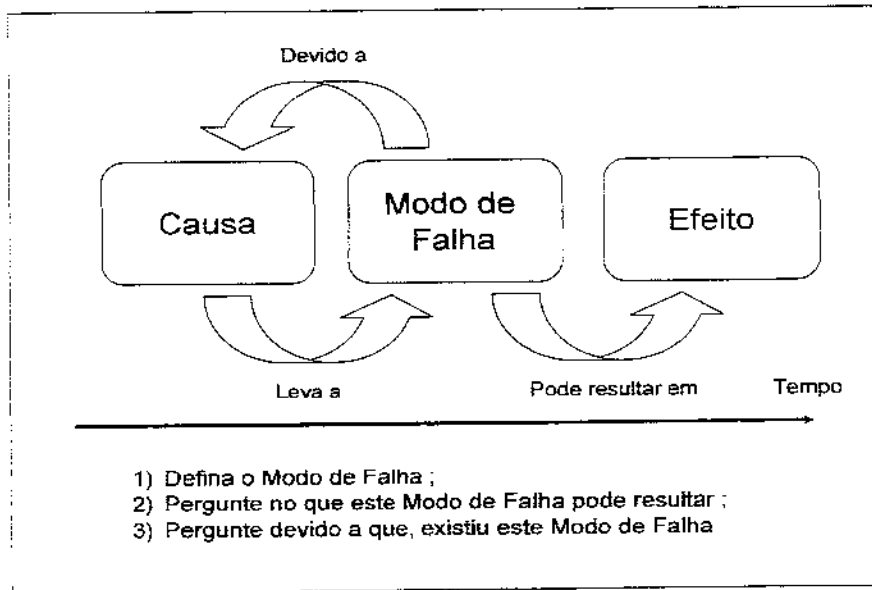 Devido a
Causa
Modo de
Falha
Efeito
Leva a
Pode resultar em
Tempo
1) Defina o Modo de Falha ;
2) Pergunte no que este Modo de Falha pode resultar ;
3) Pergunte devido a que, existiu este Modo de Falha